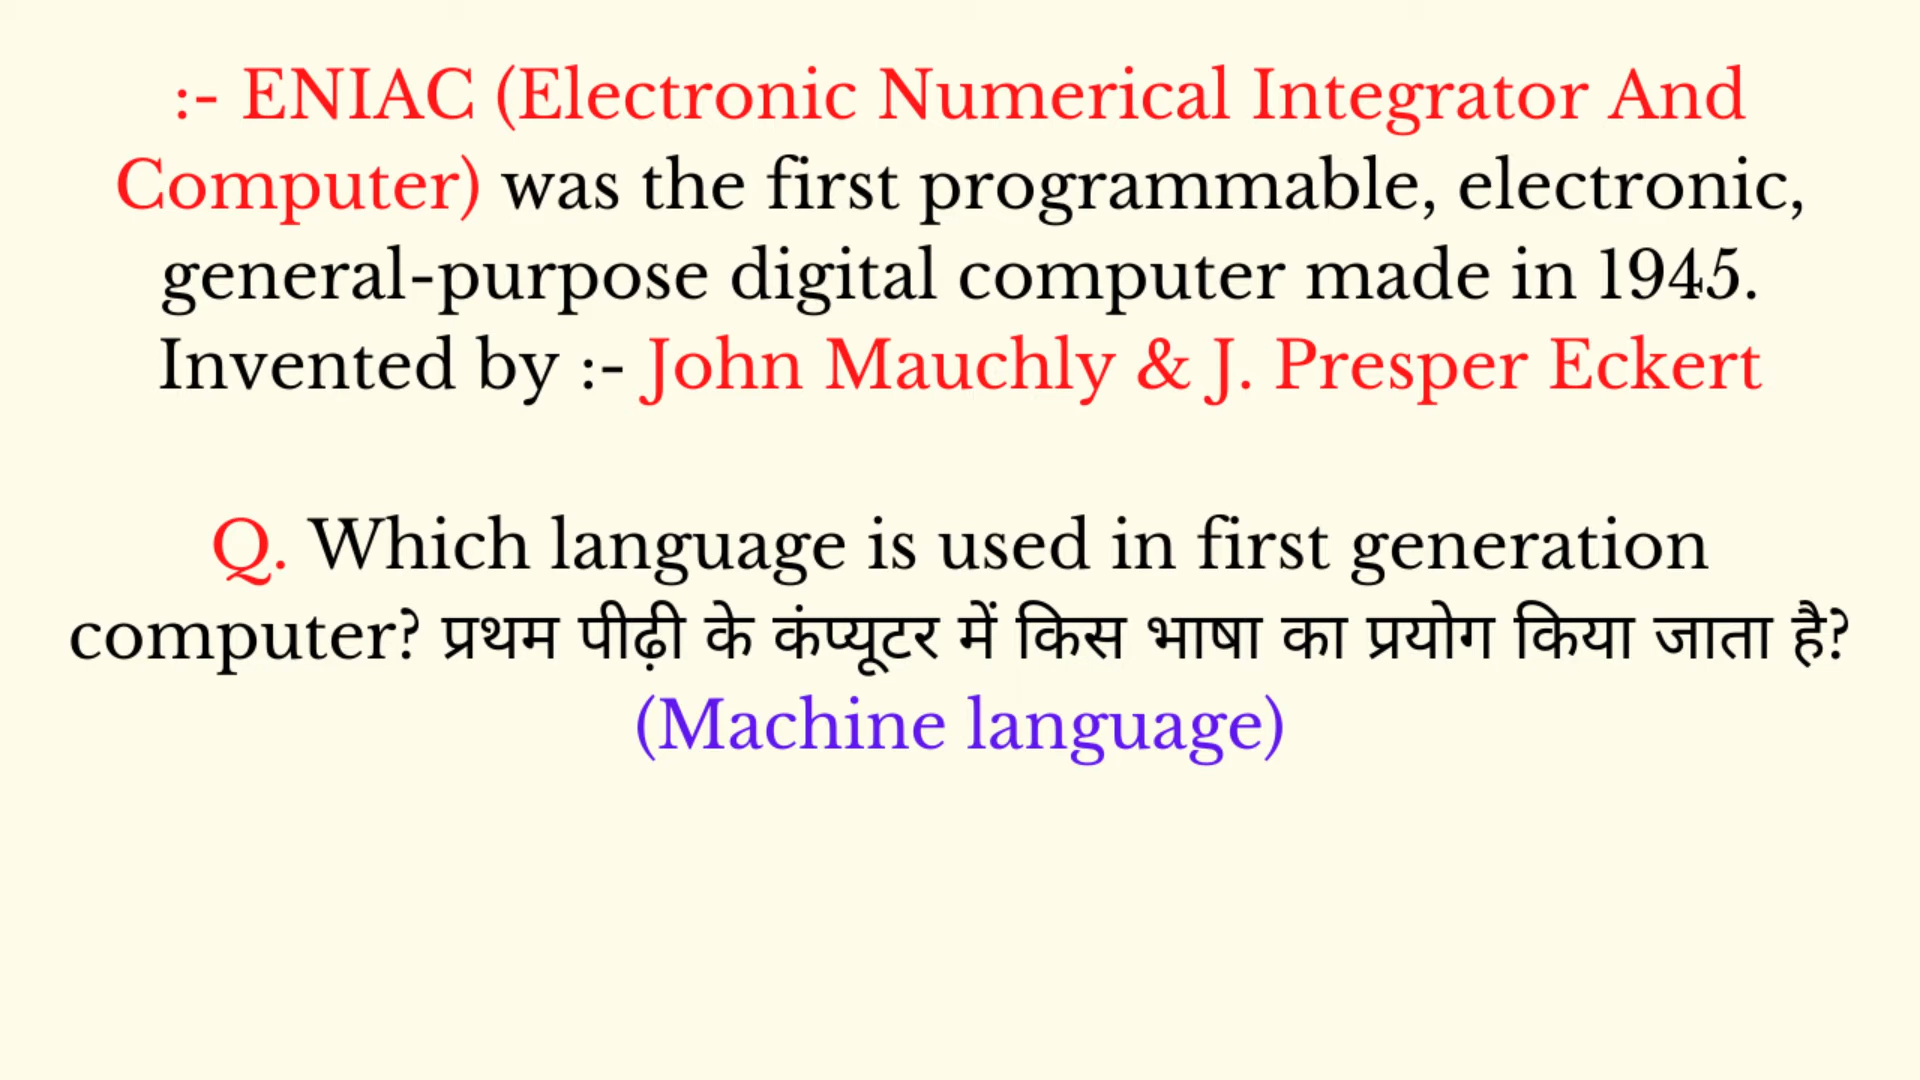 :- ENIAC (Electronic Numerical Integrator And
Computer) was the first programmable, electronic,
general-purpose digital computer made in 1945.
Invented by :- John Mauchly & J. Presper Eckert
Q. Which language is used in first generation
computer? प्रथम पीढ़ी के कंप्यूटर में किस भाषा का प्रयोग किया जाता है?
(Machine language)